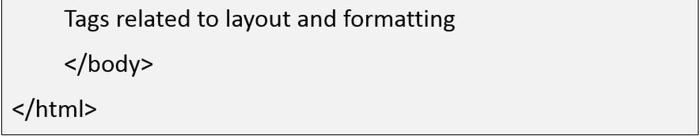 Tags related to layout and formatting
</body>
</html>